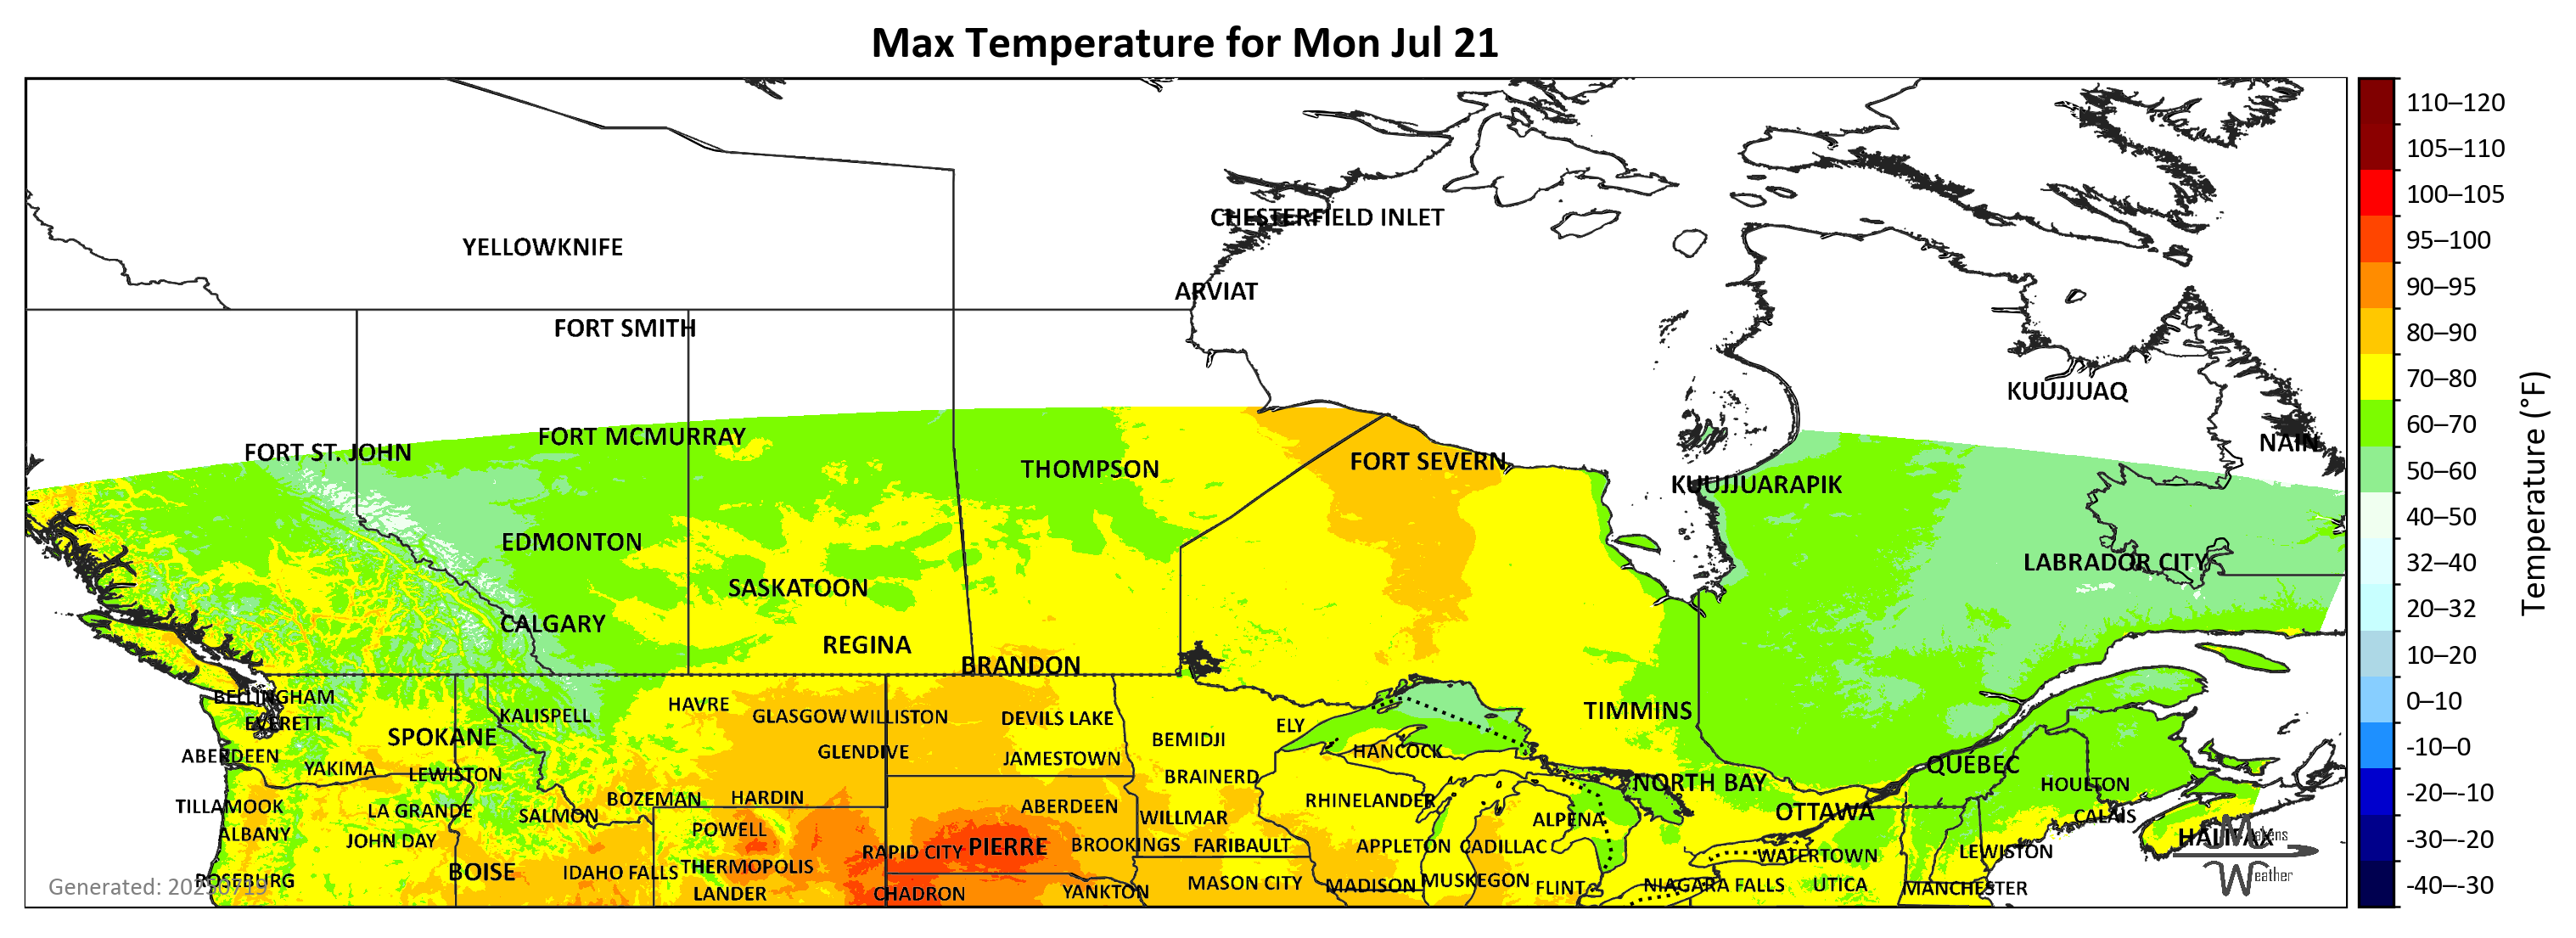 Max Temperature for Mon Jul 21
CHESTERFIELD INLET
YELLOWKNIFE
ARVIAT
FORT SMITH
KUUJJUAQ
FORT MCMURRAY
NAIN
FORT ST. JOHN
FORT SEVERN
THOMPSON
KUUJJUARAPIK
EDMONTON
LABRADOR CITY
SASKATOON
CALGARY
REGINA
BRANDON
BELLINGHAM
HAVRE
TIMMINS
KALISPELL
GLASGOW WILLISTON
DEVILS LAKE
EVERETT
ELY
SPOKANE
BEMIDJI
GLENDIVE
HANCOCK
ABERDEEN
JAMESTOWN
QUÉBEC
YAKIMA
LEWISTON
BRAINERD
NORTH BAY
HOULTON
BOZEMAN
HARDIN
RHINELANDER
TILLAMOOK
ABERDEEN
LA GRANDE
OTTAWA
SALMON
WILLMAR
CALAIS
ALPENA
POWELL
ALBANY
HALIFAX
Makens
JOHN DAY
PIERRE
BROOKINGS
FARIBAULT
APPLETON
CADILLAC
RAPID CITY
LEWISTON
WATERTOWN
THERMOPOLIS
BOISE
IDAHO FALLS
Weather
ROSEBURG
MUSKEGON
MASON CITY
MADISON
NIAGARA FALLS
UTICA
Generated: 20250719
FLINT
MANCHESTER
LANDER
CHADRON
YANKTON
110–120
105–110
100–105
95–100
90–95
80–90
70–80
60–70
50–60
40–50
32–40
20–32
10–20
0–10
-10–0
-20–-10
-30–-20
-40–-30
Temperature (°F)